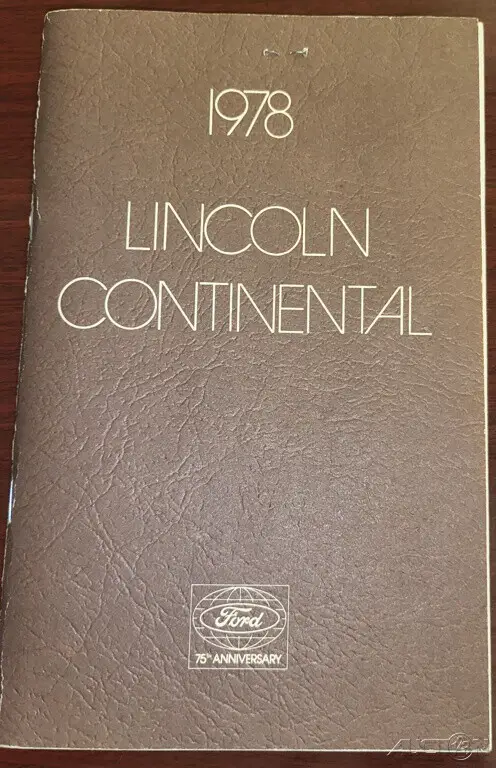 1978
LINCOLN
CONTINENTAL
Ford
75th ANNIVERSARY